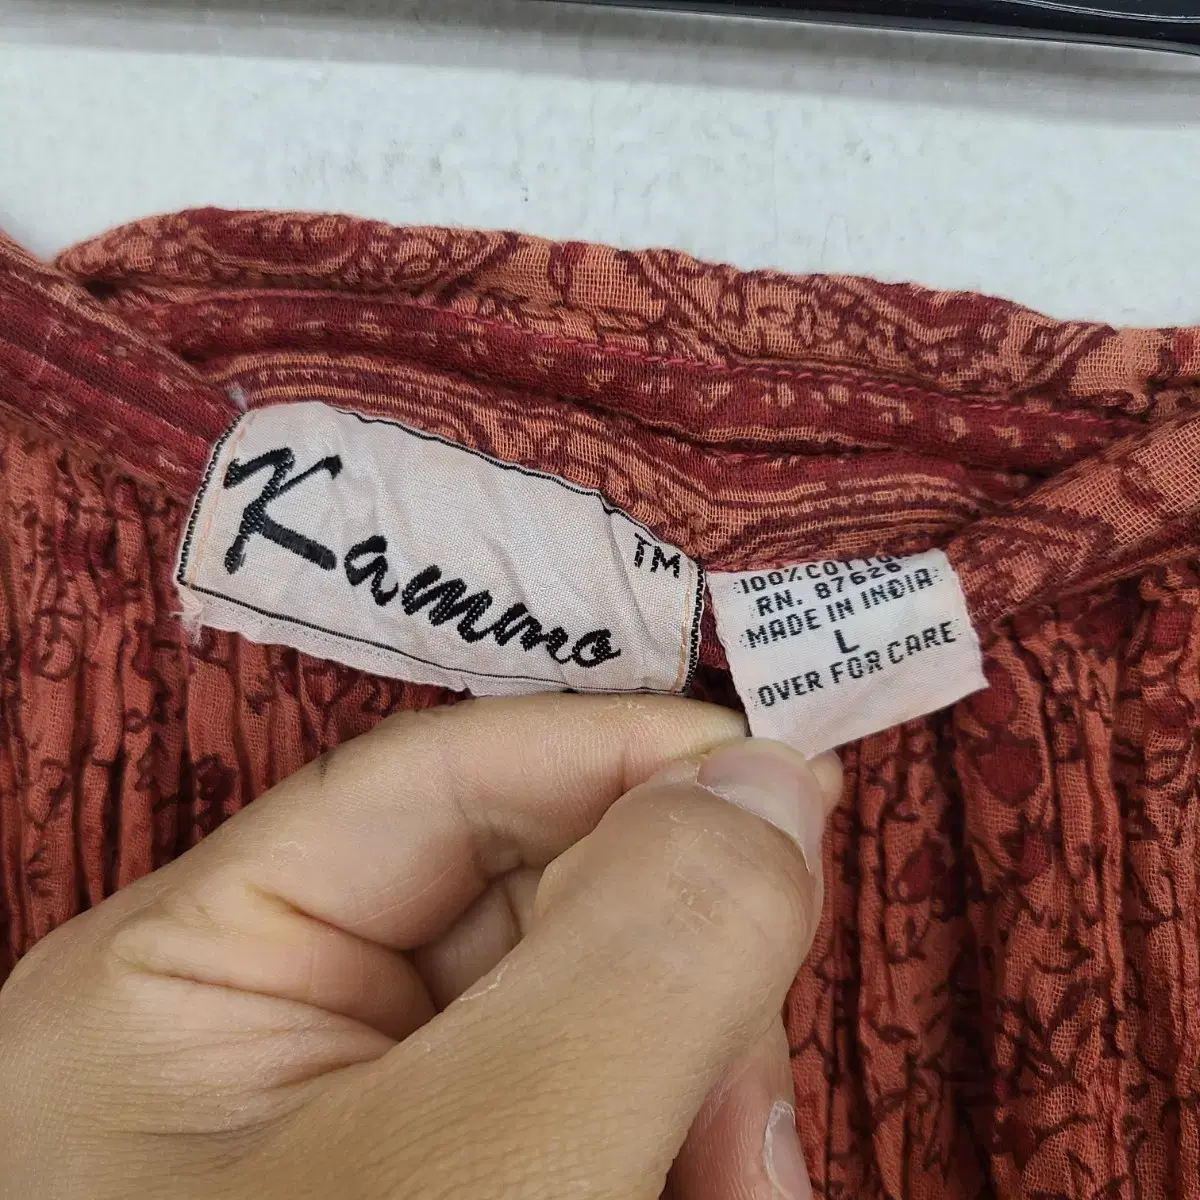 Kammo
TM
100% COTTON
RN. 87626
MADE IN INDIA
L
OVER FOR CARE